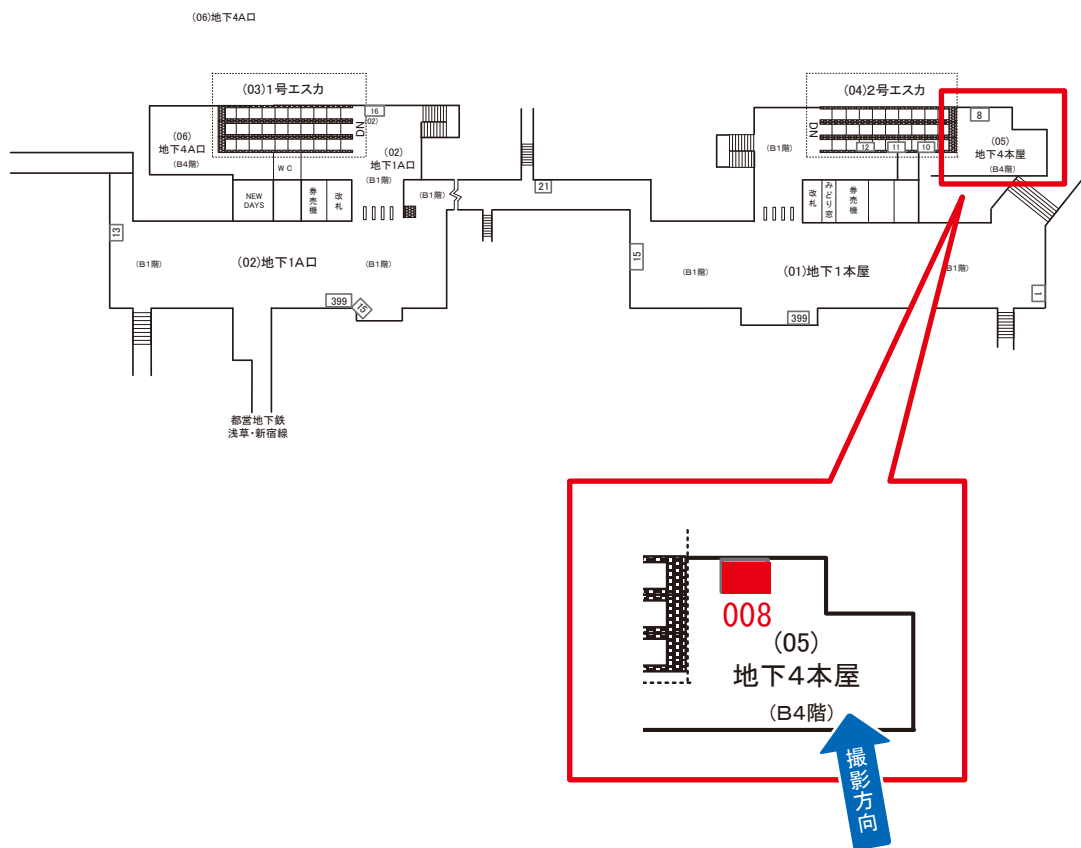 (06)地下4A口
(03)1号エスカ
16
(02)
DN
(06)
地下4A口
(B4階)
(02)
地下1A口
(B1階)
WC
NEW
DAYS
券売機
改札
(B1階)
13
(B1階)
(02)地下1A口
(B1階)
399
15
都営地下鉄
浅草・新宿線
21
(04)2号エスカ
DN
(B1階)
12
11
10
8
(05)
地下4本屋
(B4階)
改札
みどり窓
券売機
15
(B1階)
(01)地下1本屋
(B1階)
1
399
008
(05)
地下4本屋
(B4階)
撮影方向